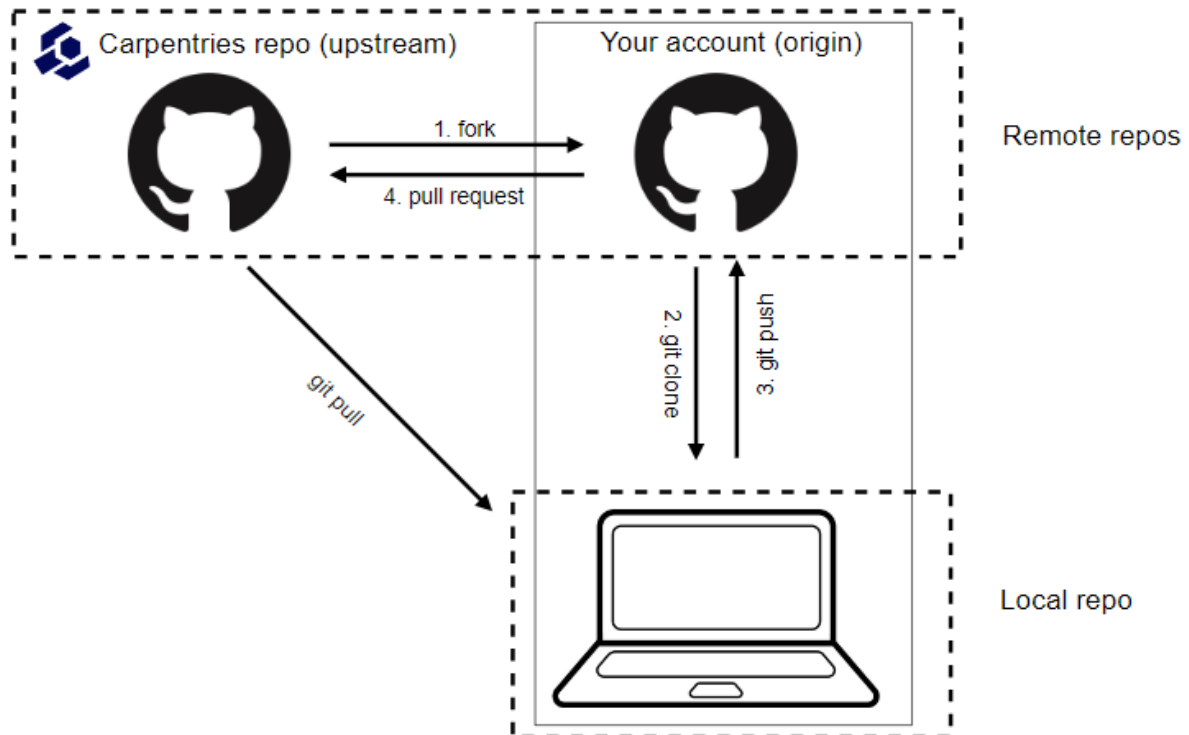 Carpentries repo (upstream)
Your account (origin)
1. fork
4. pull request
Remote repos
2. git clone
3. git push
git pull
Local repo